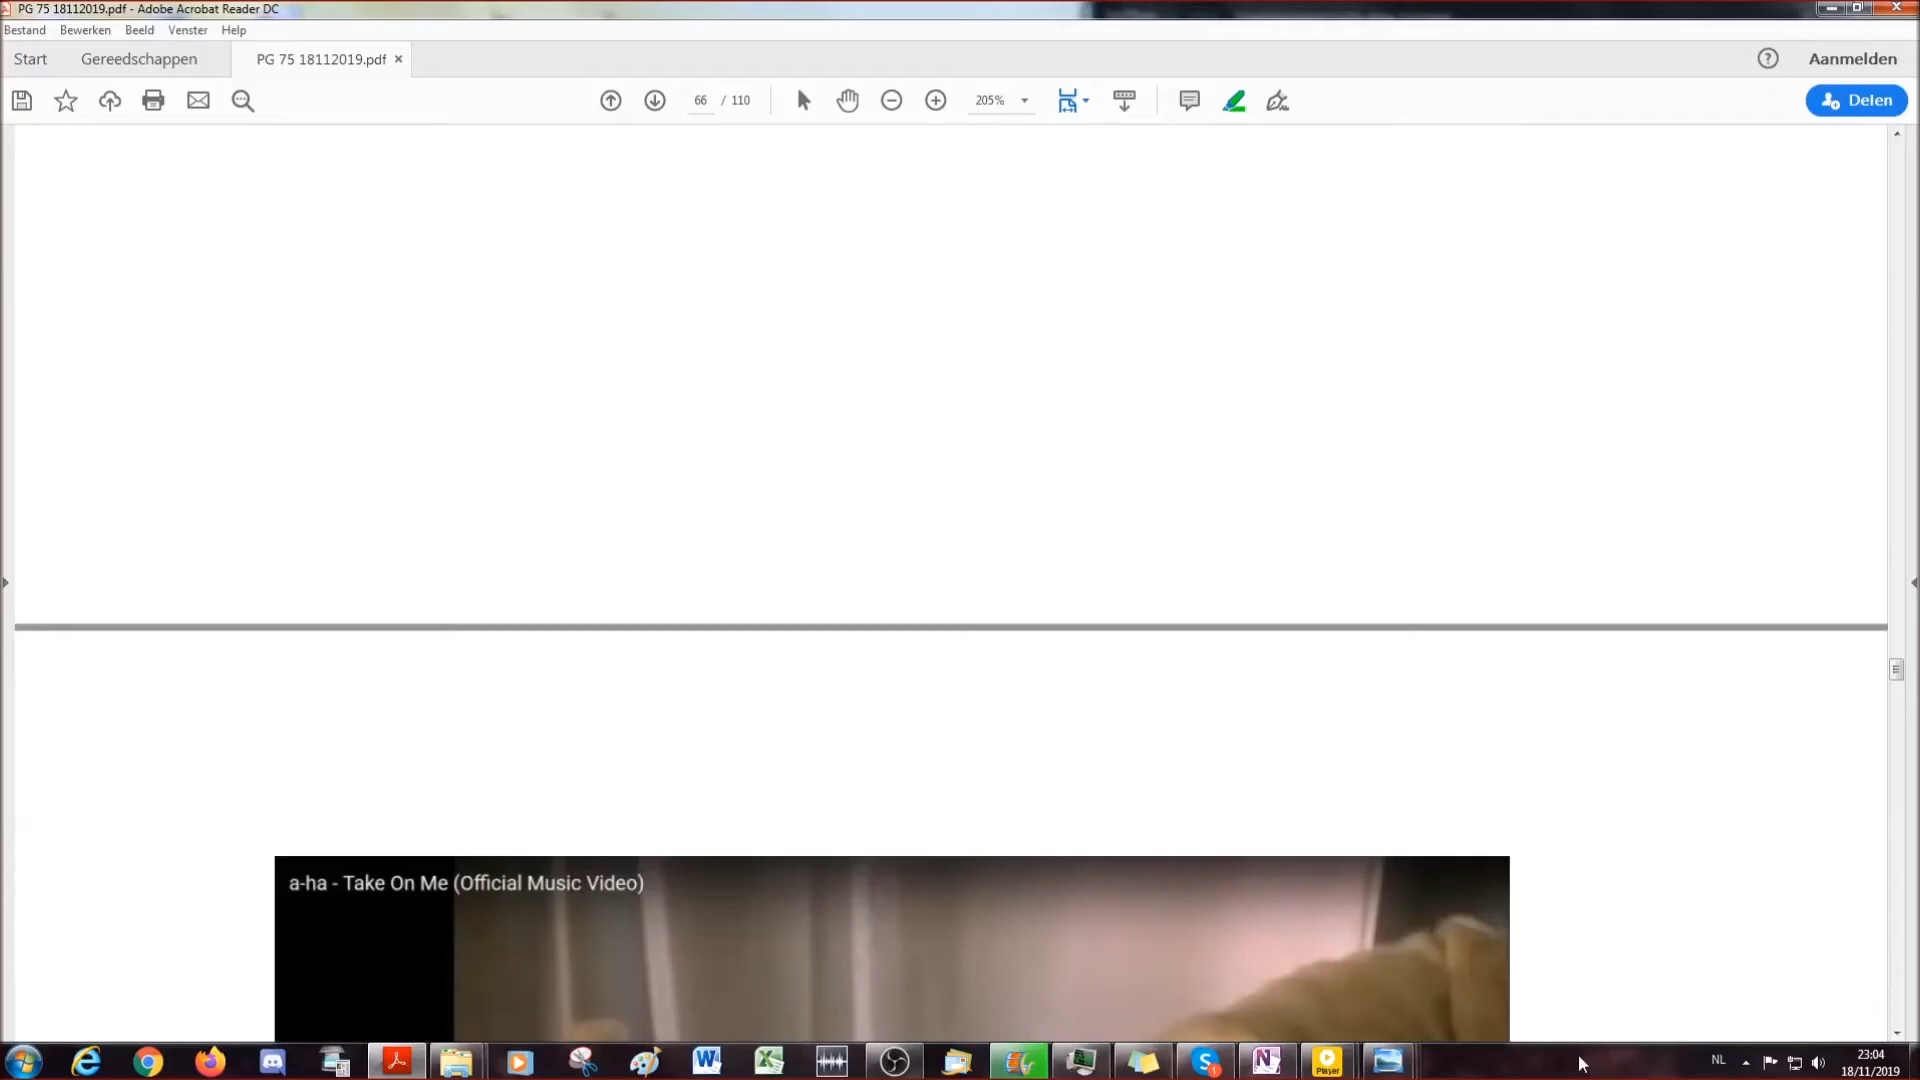 PG 75 18112019.pdf - Adobe Acrobat Reader DC
Bestand Bewerken Beeld Venster Help
Start Gereedschappen PG 75 18112019.pdf × Aanmelden
66 / 110 205% Delen
a-ha - Take On Me (Official Music Video)
Player
NL 23:04
18/11/2019